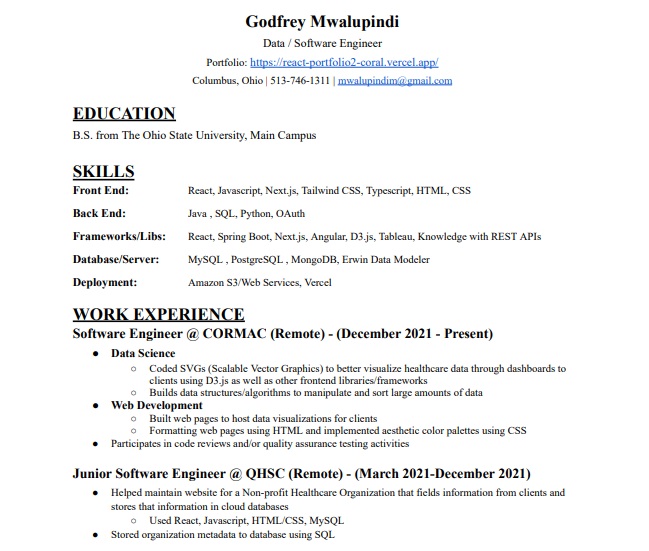 Godfrey Mwalupindi
Data / Software Engineer
Portfolio: https://react-portfolio2-coral.vercel.app/
Columbus, Ohio | 513-746-1311 | mwalupindim@gmail.com
EDUCATION
B.S. from The Ohio State University, Main Campus
SKILLS
Front End: React, Javascript, Next.js, Tailwind CSS, Typescript, HTML, CSS
Back End: Java , SQL, Python, OAuth
Frameworks/Libs: React, Spring Boot, Next.js, Angular, D3.js, Tableau, Knowledge with REST APIs
Database/Server: MySQL , PostgreSQL , MongoDB, Erwin Data Modeler
Deployment: Amazon S3/Web Services, Vercel
WORK EXPERIENCE
Software Engineer @ CORMAC (Remote) - (December 2021 - Present)
● Data Science
○ Coded SVGs (Scalable Vector Graphics) to better visualize healthcare data through dashboards to
clients using D3.js as well as other frontend libraries/frameworks
○ Builds data structures/algorithms to manipulate and sort large amounts of data
● Web Development
○ Built web pages to host data visualizations for clients
○ Formatting web pages using HTML and implemented aesthetic color palettes using CSS
● Participates in code reviews and/or quality assurance testing activities
Junior Software Engineer @ QHSC (Remote) - (March 2021-December 2021)
● Helped maintain website for a Non-profit Healthcare Organization that fields information from clients and
stores that information in cloud databases
○ Used React, Javascript, HTML/CSS, MySQL
● Stored organization metadata to database using SQL